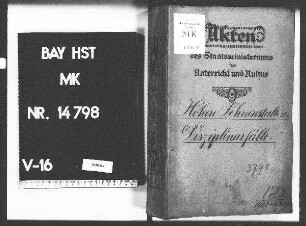 BAY HST
MK
NR. 14798
V-16
MK
Akten
des Staatsministeriums
für
Unterricht und Kultus
Höhere Lehranstalten
Disziplinarfälle